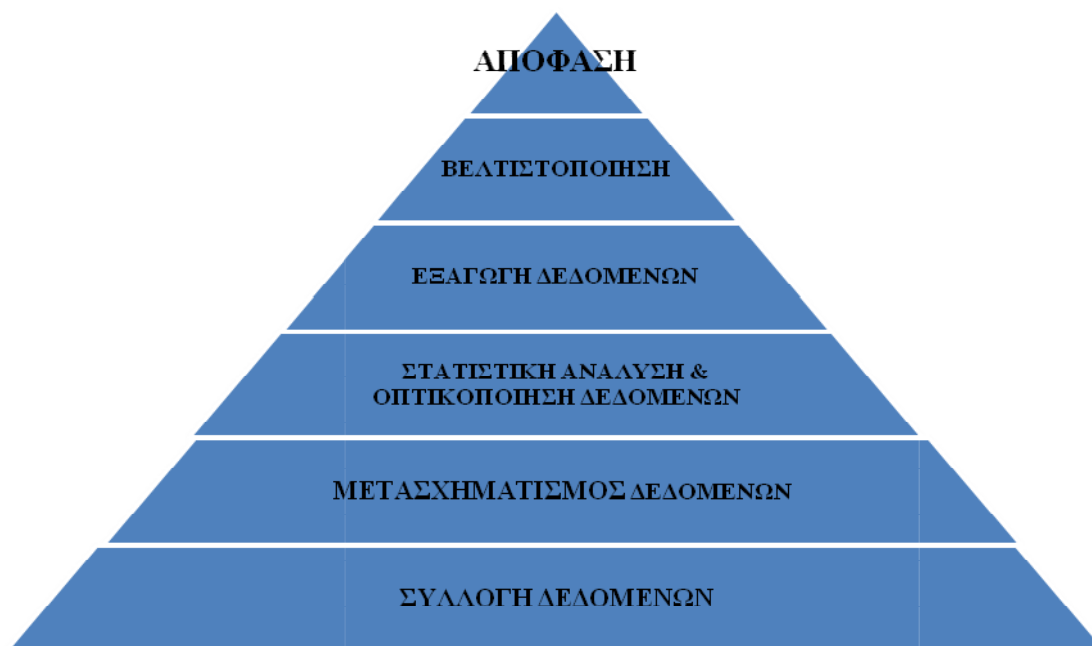 ΑΠΟΦΑΣΗ
ΒΕΛΤΙΣΤΟΠΟΙΗΣΗ
ΕΞΑΓΩΓΗ ΔΕΔΟΜΕΝΩΝ
ΣΤΑΤΙΣΤΙΚΗ ΑΝΑΛΥΣΗ &
ΟΠΤΙΚΟΠΟΙΗΣΗ ΔΕΔΟΜΕΝΩΝ
ΜΕΤΑΣΧΗΜΑΤΙΣΜΟΣ ΔΕΔΟΜΕΝΩΝ
ΣΥΛΛΟΓΗ ΔΕΔΟΜΕΝΩΝ